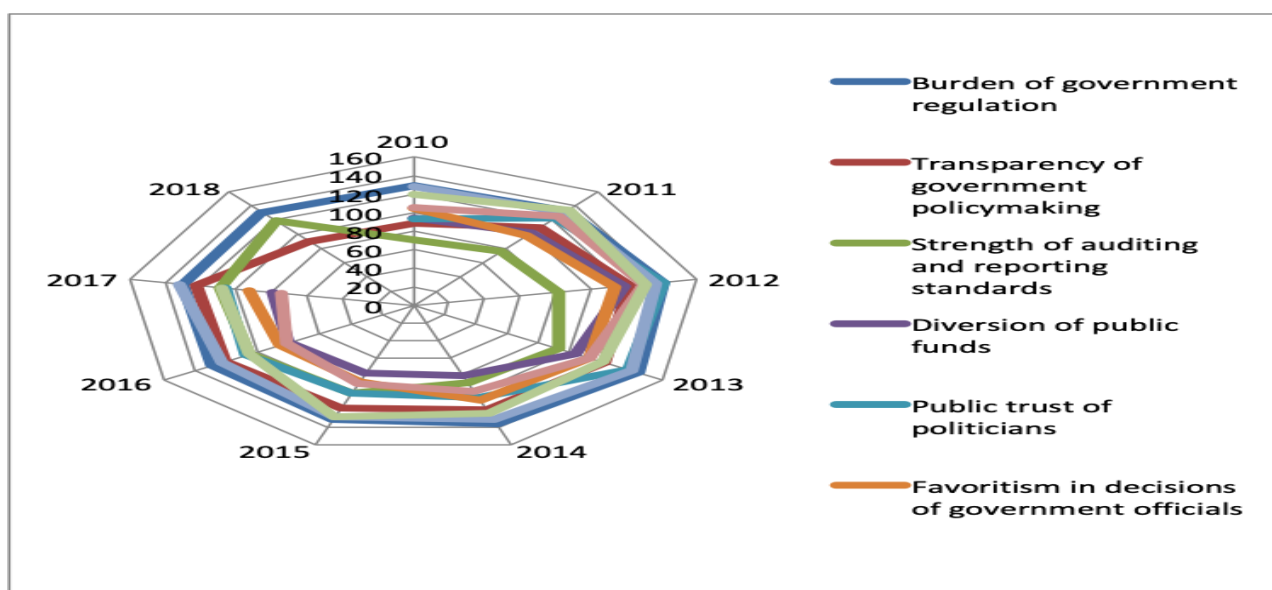 2010
160
140
120
100
80
60
40
20
0
2011
2012
2013
2014
2015
2016
2017
2018
Burden of government
regulation
Transparency of
government
policymaking
Strength of auditing
and reporting
standards
Diversion of public
funds
Public trust of
politicians
Favoritism in decisions
of government officials